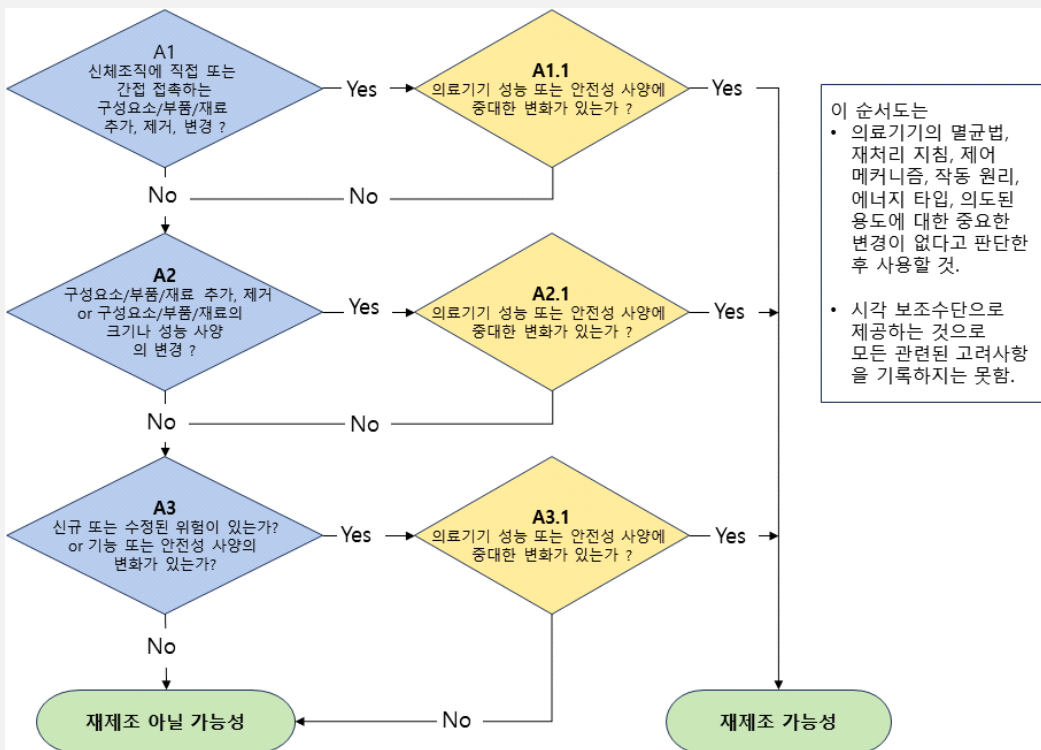 A1
신체조직에 직접 또는
간접 접촉하는
구성요소/부품/재료
추가, 제거, 변경 ?
Yes
A1.1
의료기기 성능 또는 안전성 사양에
중대한 변화가 있는가 ?
Yes
No
No
A2
구성요소/부품/재료 추가, 제거
or 구성요소/부품/재료의
크기나 성능 사양
의 변경 ?
Yes
A2.1
의료기기 성능 또는 안전성 사양에
중대한 변화가 있는가 ?
Yes
No
No
A3
신규 또는 수정된 위험이 있는가?
or 기능 또는 안전성 사양의
변화가 있는가?
Yes
A3.1
의료기기 성능 또는 안전성 사양에
중대한 변화가 있는가 ?
Yes
No
No
재제조 아닐 가능성
재제조 가능성
이 순서도는
• 의료기기의 멸균법,
재처리 지침, 제어
메커니즘, 작동 원리,
에너지 타입, 의도된
용도에 대한 중요한
변경이 없다고 판단한
후 사용할 것.
• 시각 보조수단으로
제공하는 것으로
모든 관련된 고려사항
을 기록하지는 못함.